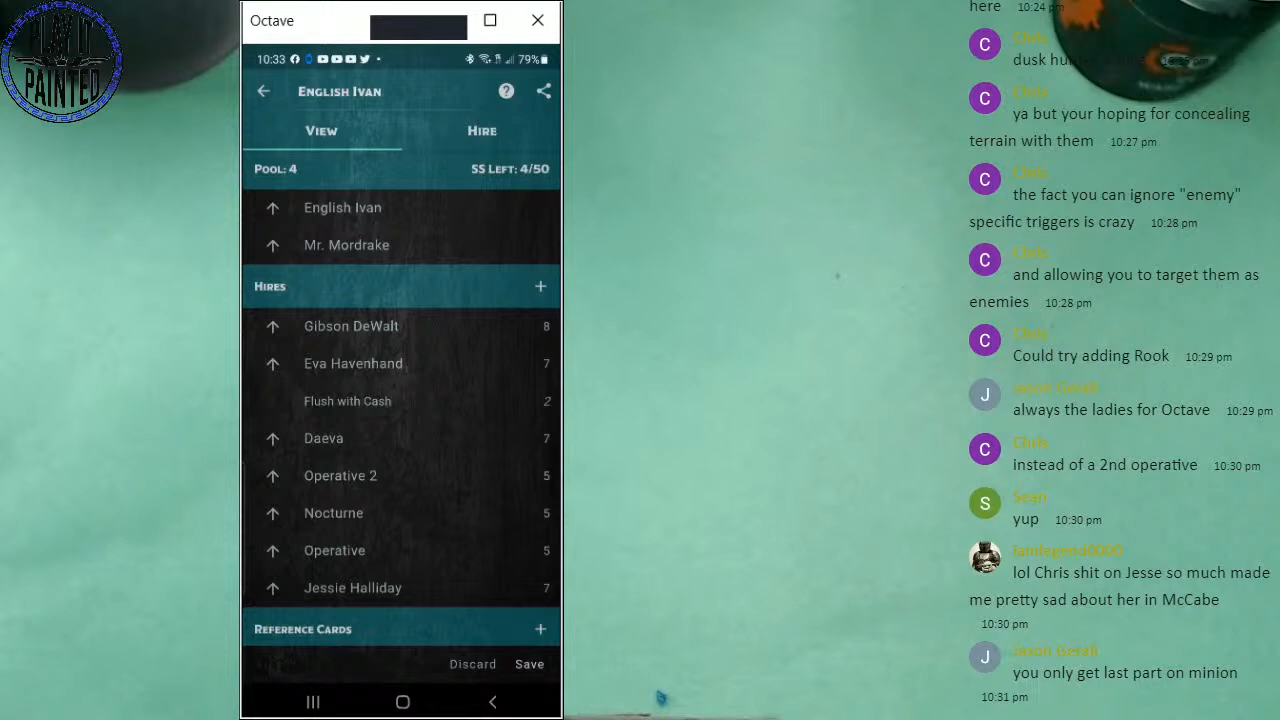 PLAY IT
PAINTED
Octave
10:33
79%
English Ivan
View
Hire
Pool: 4
SS Left: 4/50
English Ivan
Mr. Mordrake
Hires
Gibson DeWalt 8
Eva Havenhand 7
Flush with Cash 2
Daeva 7
Operative 2 5
Nocturne 5
Operative 5
Jessie Halliday 7
Reference Cards
Discard Save
here 10:24 pm
C Chris
dusk hu
C Chris
ya but your hoping for concealing
terrain with them 10:27 pm
C Chris
the fact you can ignore "enemy"
specific triggers is crazy 10:28 pm
C Chris
and allowing you to target them as
enemies 10:28 pm
C Chris
Could try adding Rook 10:29 pm
J Jason Gerali
always the ladies for Octave 10:29 pm
C Chris
instead of a 2nd operative 10:30 pm
S Sean
yup 10:30 pm
Iamlegend0000
lol Chris shit on Jesse so much made
me pretty sad about her in McCabe
10:30 pm
J Jason Gerali
you only get last part on minion
10:31 pm